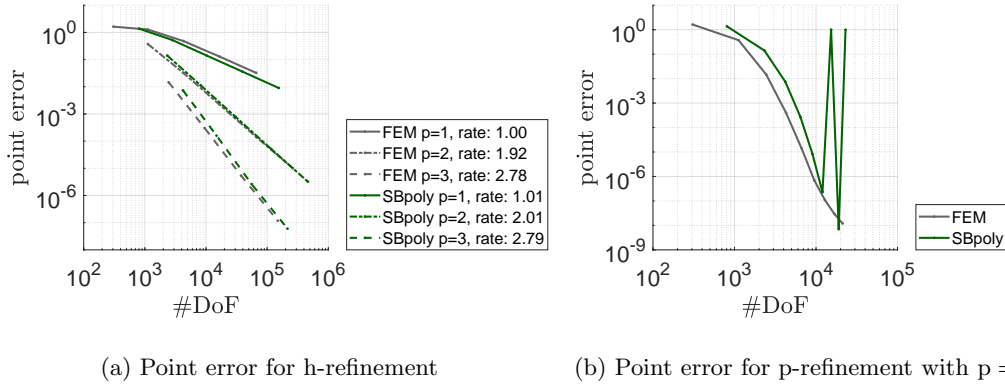 point error
10^0
10^-3
10^-6
10^2
10^3
10^4
10^5
10^6
#DoF
FEM p=1, rate: 1.00
FEM p=2, rate: 1.92
FEM p=3, rate: 2.78
SBpoly p=1, rate: 1.01
SBpoly p=2, rate: 2.01
SBpoly p=3, rate: 2.79
(a) Point error for h-refinement
point error
10^0
10^-3
10^-6
10^-9
10^2
10^3
10^4
10^5
#DoF
FEM
SBpoly
(b) Point error for p-refinement with p =